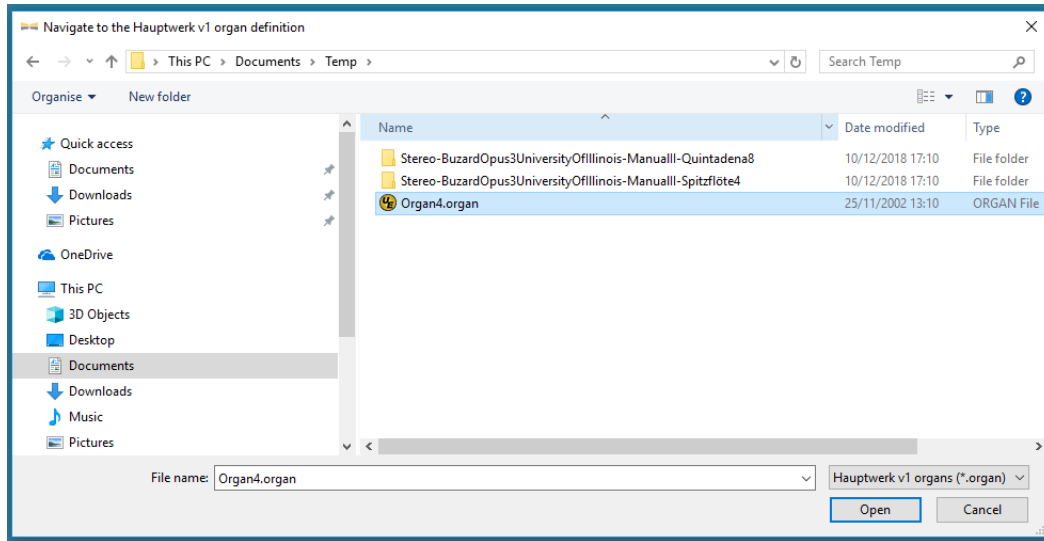 Navigate to the Hauptwerk v1 organ definition
This PC > Documents > Temp >
Search Temp
Organise
New folder
Quick access
Documents
Downloads
Pictures
OneDrive
This PC
3D Objects
Desktop
Documents
Downloads
Music
Pictures
Name Date modified Type
Stereo-BuzardOpus3UniversityOfIllinois-ManualII-Quintadena8 10/12/2018 17:10 File folder
Stereo-BuzardOpus3UniversityOfIllinois-ManualII-Spitzflöte4 10/12/2018 17:10 File folder
Organ4.organ 25/11/2002 13:10 ORGAN File
File name: Organ4.organ Hauptwerk v1 organs (*.organ)
Open Cancel